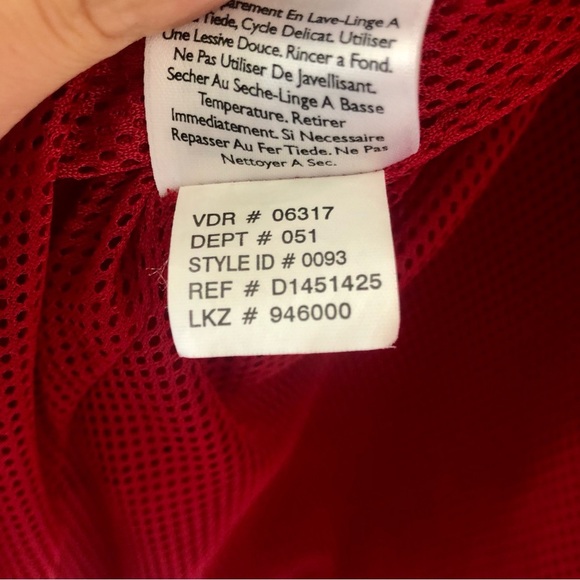 arement En Lave-Linge A
Tiede, Cycle Delicat. Utiliser
Une Lessive Douce. Rincer a Fond.
Ne Pas Utiliser De Javellisant.
Secher Au Seche-Linge A Basse
Temperature. Retirer
Immediatement. Si Necessaire
Repasser Au Fer Tiede. Ne Pas
Nettoyer A Sec.
VDR # 06317
DEPT # 051
STYLE ID # 0093
REF # D1451425
LKZ # 946000